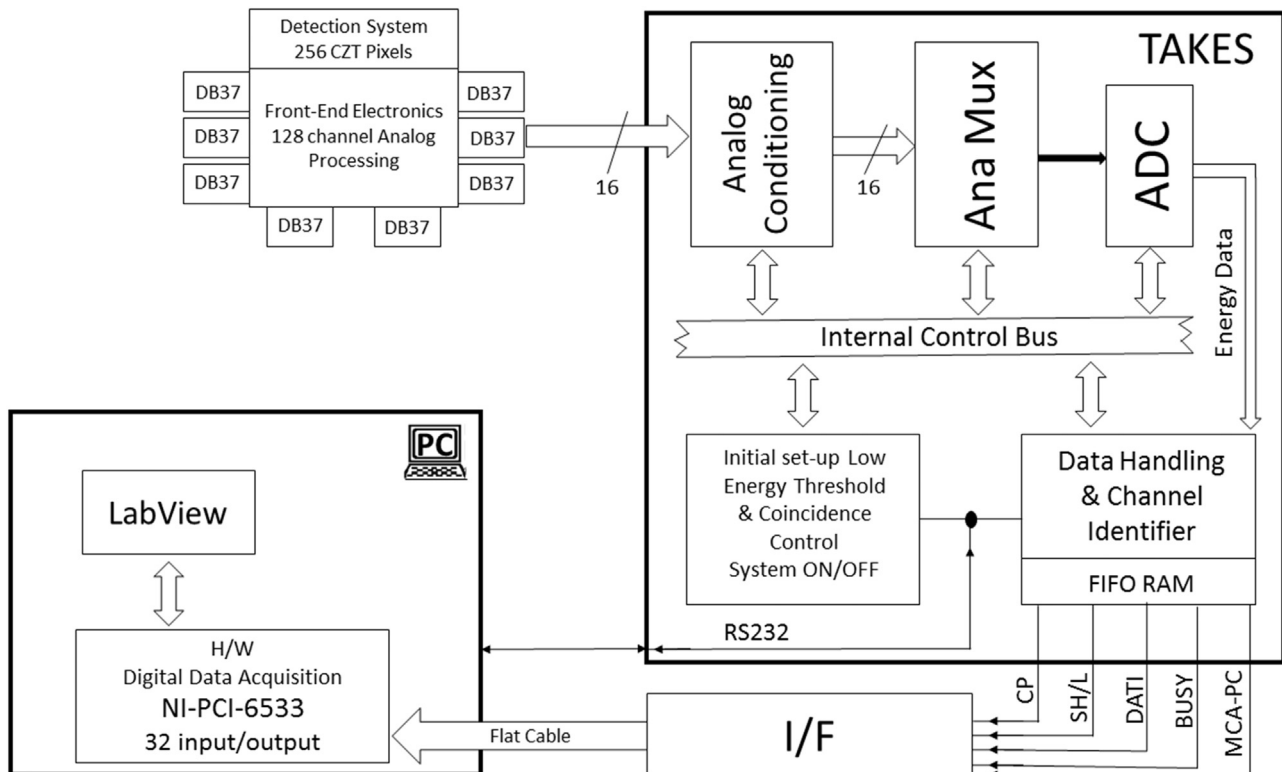 Detection System
256 CZT Pixels
Front-End Electronics
128 channel Analog
Processing
DB37
DB37
DB37
DB37
DB37
DB37
DB37
DB37
16
TAKES
Analog
Conditioning
16
Ana Mux
ADC
Energy Data
Internal Control Bus
Initial set-up Low
Energy Threshold
& Coincidence
Control
System ON/OFF
Data Handling
& Channel
Identifier
FIFO RAM
RS232
PC
LabView
H/W
Digital Data Acquisition
NI-PCI-6533
32 input/output
Flat Cable
I/F
CP
SH/L
DATI
BUSY
MCA-PC